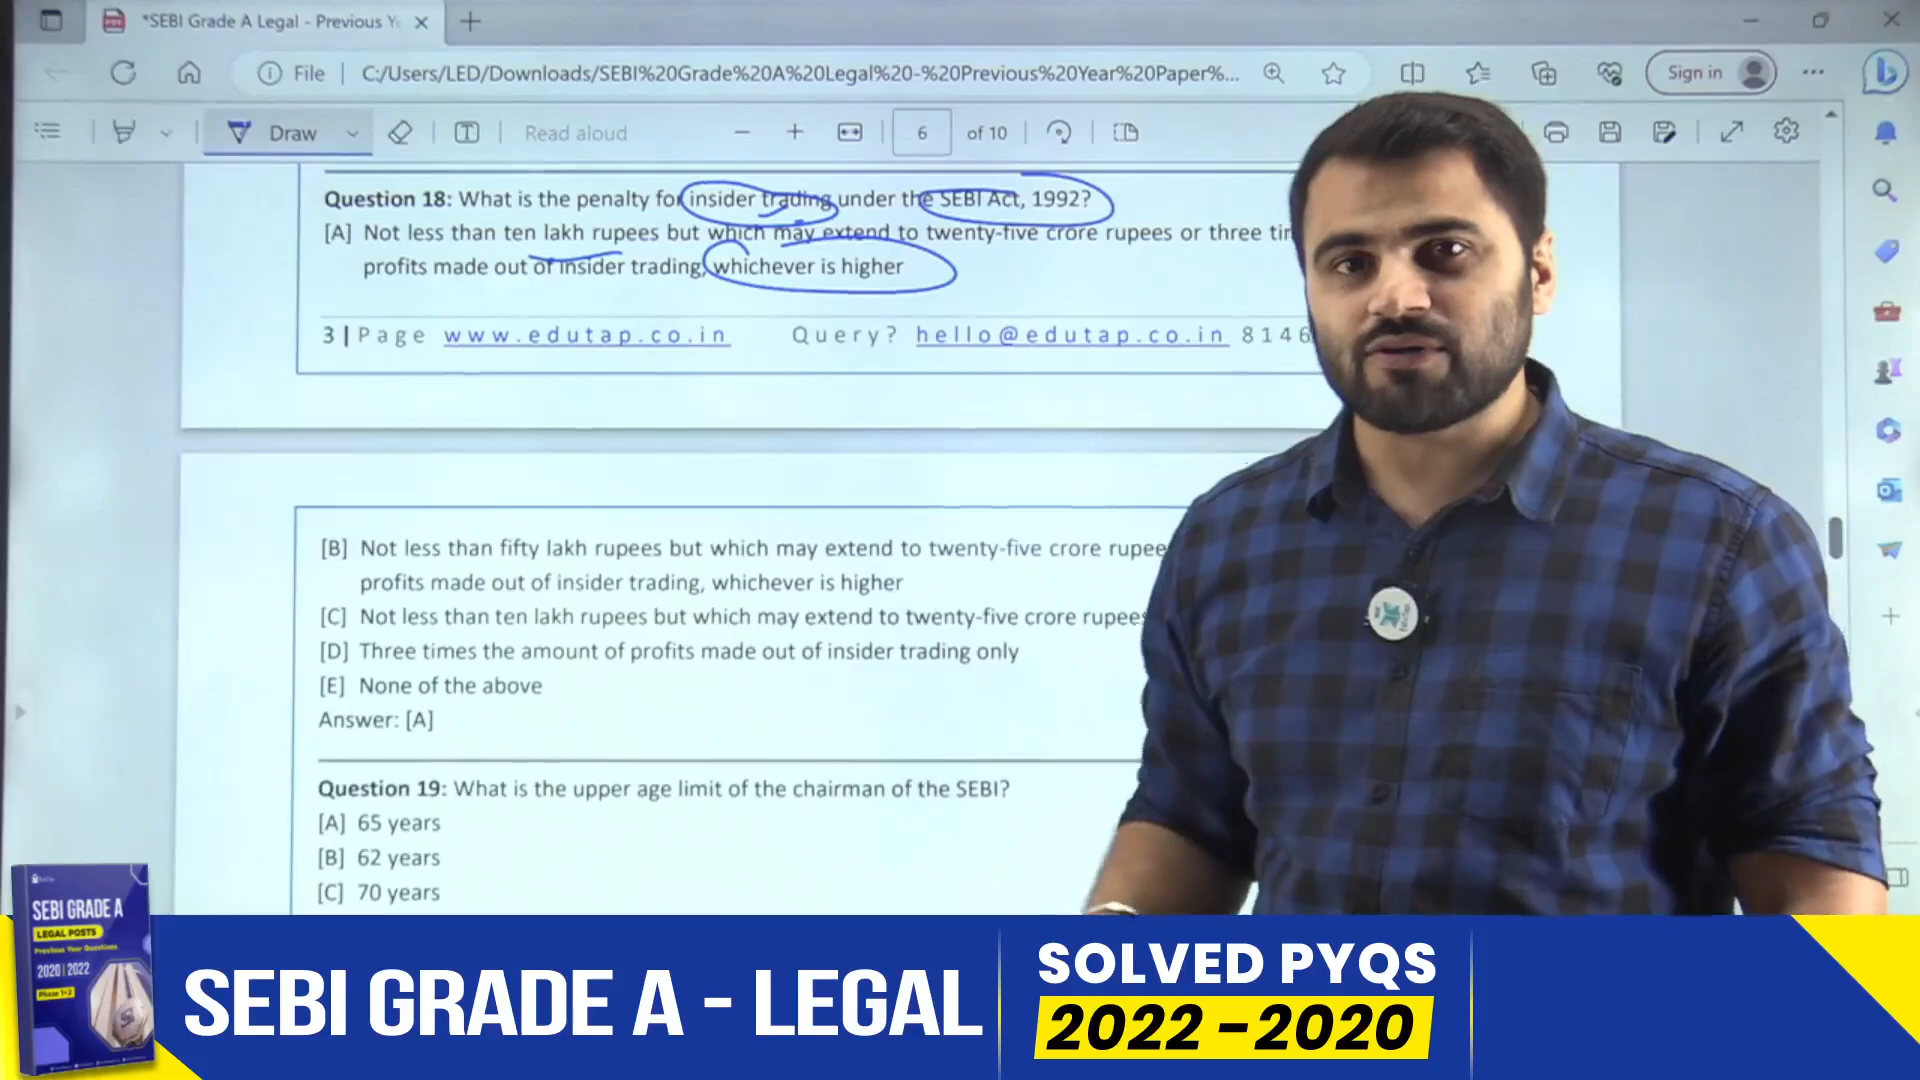 *SEBI Grade A Legal - Previous Y
File
C:/Users/LED/Downloads/SEBI%20Grade%20A%20Legal%20-%20Previous%20Year%20Paper%...
Sign in
Draw
Read aloud
6
of 10
Question 18: What is the penalty for insider trading under the SEBI Act, 1992?
[A] Not less than ten lakh rupees but which may extend to twenty-five crore rupees or three
profits made out of insider trading, whichever is higher
3 | Page www.edutap.co.in Query? hello@edutap.co.in 8146
[B] Not less than fifty lakh rupees but which may extend to twenty-five crore
profits made out of insider trading, whichever is higher
[C] Not less than ten lakh rupees but which may extend to twenty-five crore rupees
[D] Three times the amount of profits made out of insider trading only
[E] None of the above
Answer: [A]
Question 19: What is the upper age limit of the chairman of the SEBI?
[A] 65 years
[B] 62 years
[C] 70 years
SEBI GRADE A
LEGAL POSTS
Previous Year Questions
2020 | 2022
Phase 1+2
SEBI GRADE A - LEGAL
SOLVED PYQS
2022 - 2020